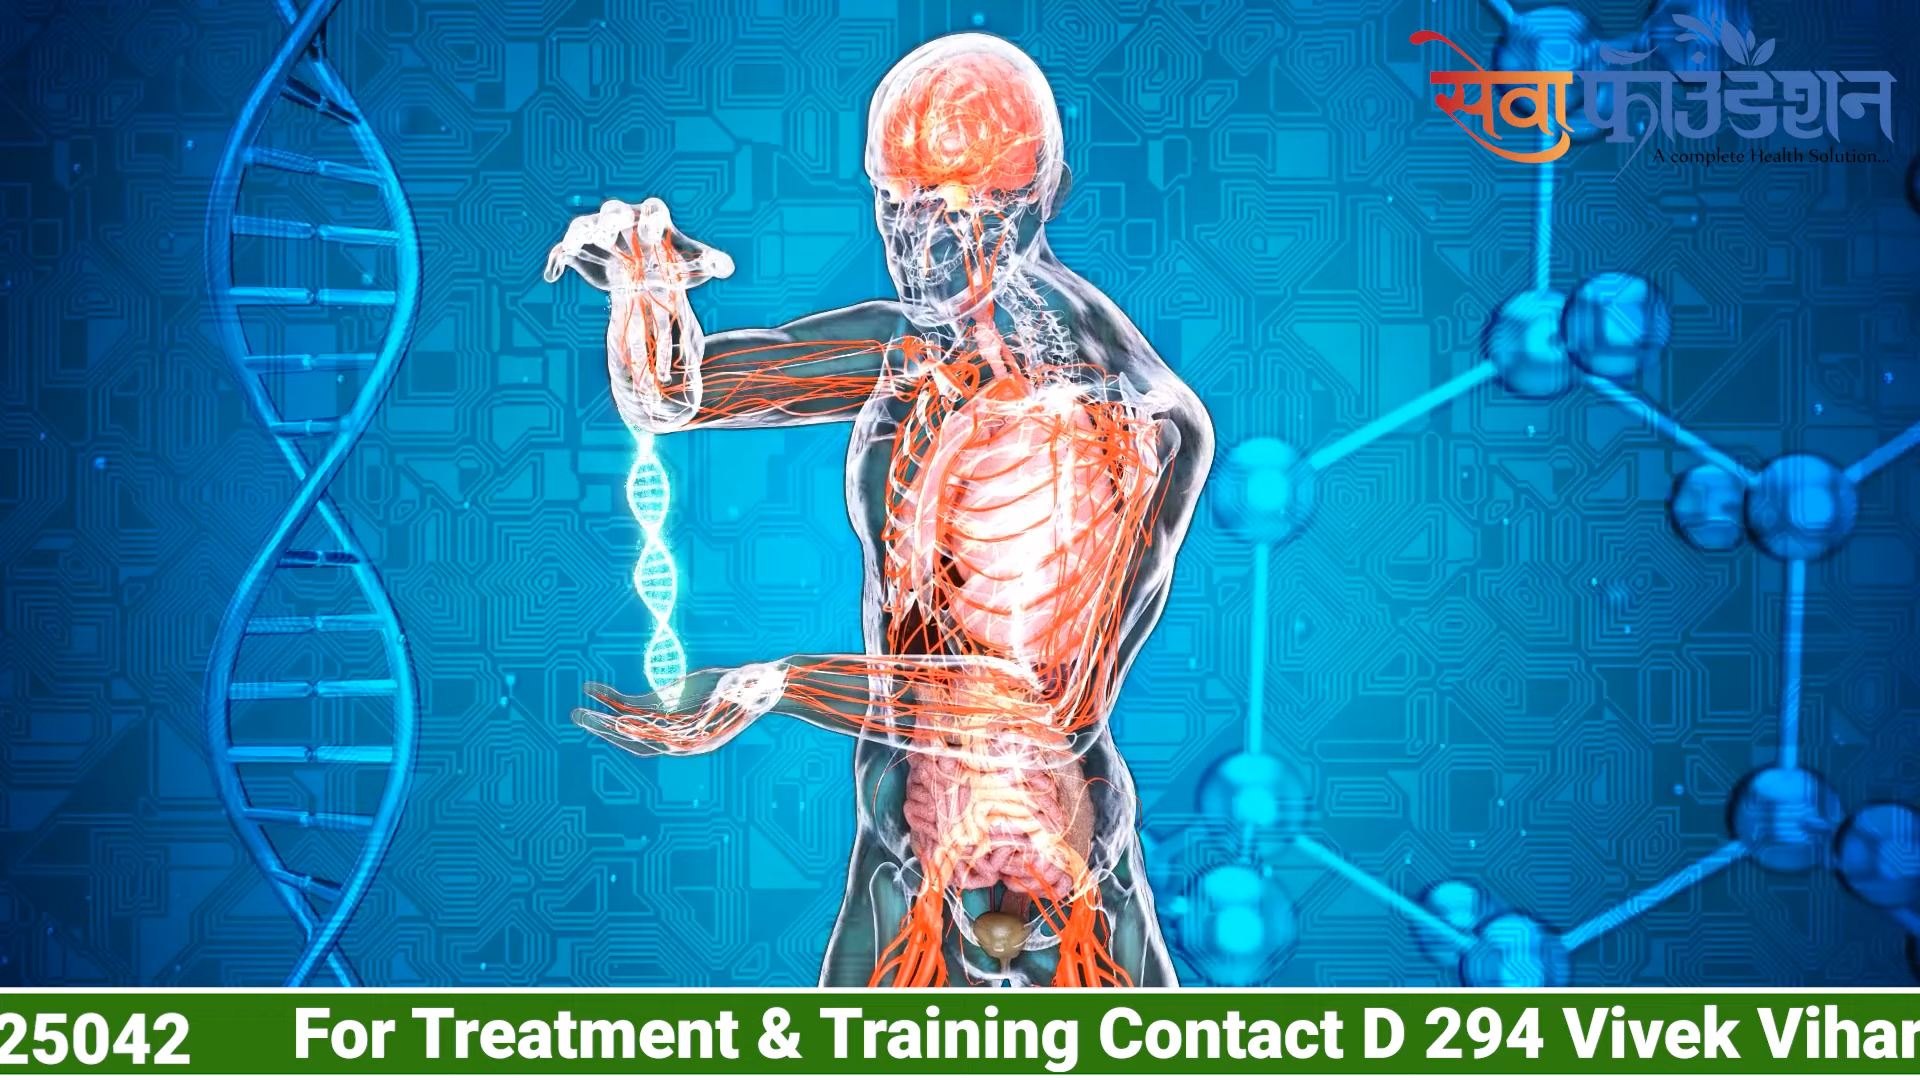 सेवा फॉउंडेशन
A complete Health Solution...
25042 For Treatment & Training Contact D 294 Vivek Vihar